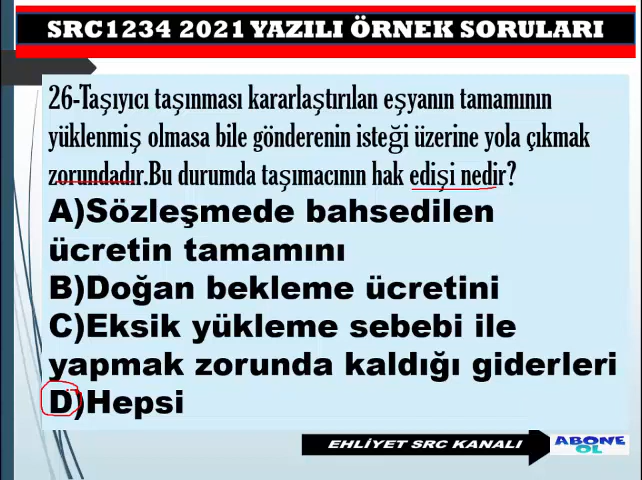 SRC1234 2021 YAZILI ÖRNEK SORULARI
26-Taşıyıcı taşınması kararlaştırılan eşyanın tamamının
yüklenmiş olmasa bile gönderenin isteği üzerine yola çıkmak
zorundadır.Bu durumda taşımacının hak edişi nedir?
A)Sözleşmede bahsedilen
ücretin tamamını
B)Doğan bekleme ücretini
C)Eksik yükleme sebebi ile
yapmak zorunda kaldığı giderleri
D)Hepsi
EHLİYET SRC KANALI
ABONE
OL